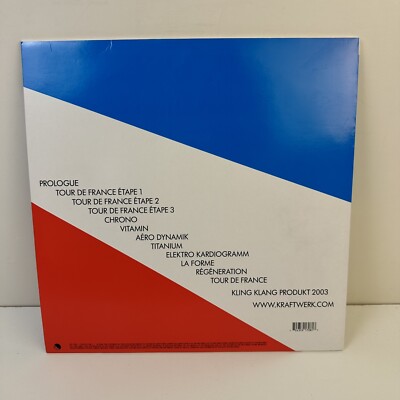 PROLOGUE
TOUR DE FRANCE ÉTAPE 1
TOUR DE FRANCE ÉTAPE 2
TOUR DE FRANCE ÉTAPE 3
CHRONO
VITAMIN
AÉRO DYNAMIK
TITANIUM
ELEKTRO KARDIOGRAMM
LA FORME
RÉGÉNERATION
TOUR DE FRANCE
KLING KLANG PRODUKT 2003
WWW.KRAFTWERK.COM